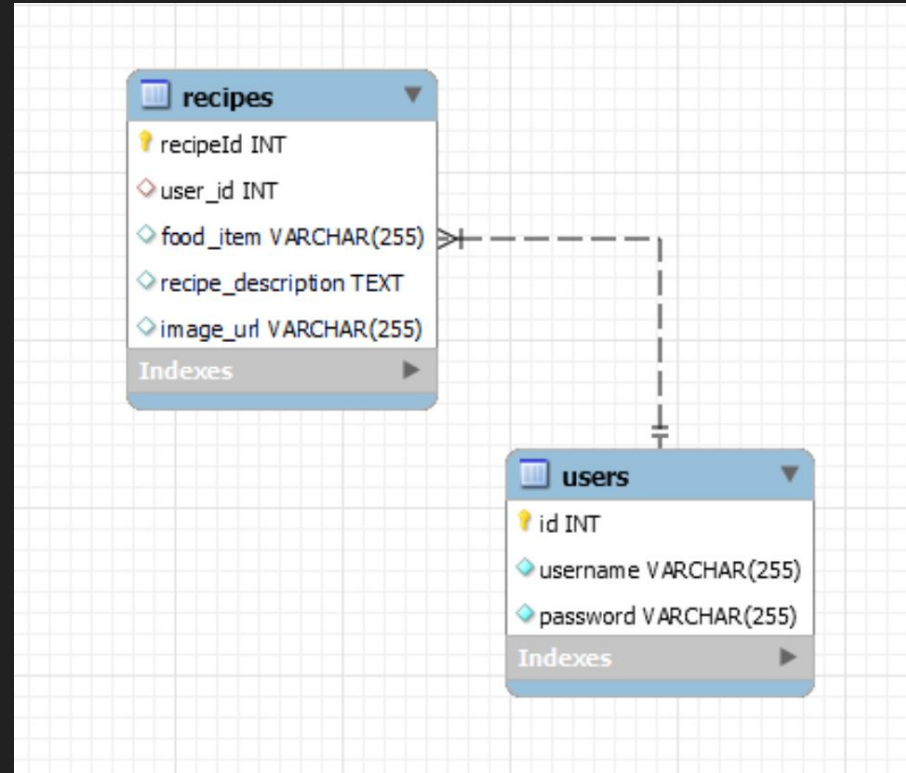 recipes
recipeId INT
user_id INT
food_item VARCHAR(255)
recipe_description TEXT
image_url VARCHAR(255)
Indexes
users
id INT
username VARCHAR(255)
password VARCHAR(255)
Indexes